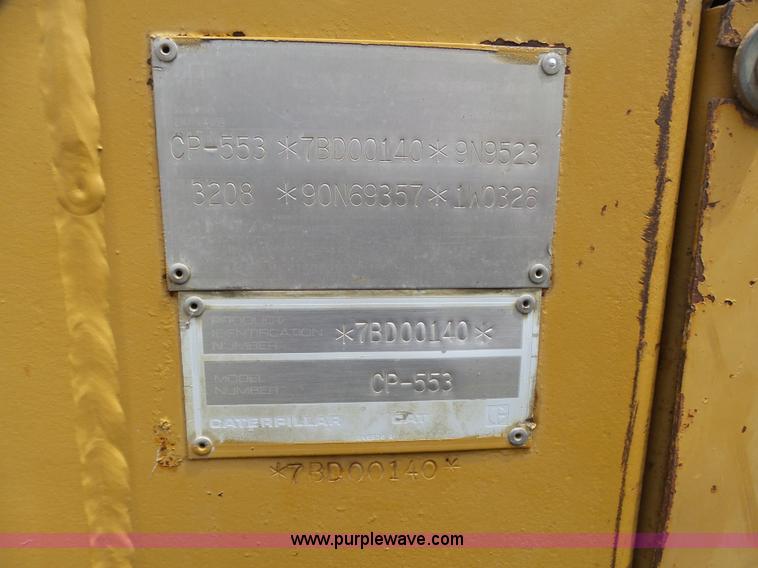 CP-553 *7BD00140* 9N9523
3208 *90N69357* 1W0326
PRODUCT
IDENTIFICATION
NUMBER
*7BD00140*
MODEL
NUMBER
CP-553
CATERPILLAR CAT
*7BD00140*
www.purplewave.com